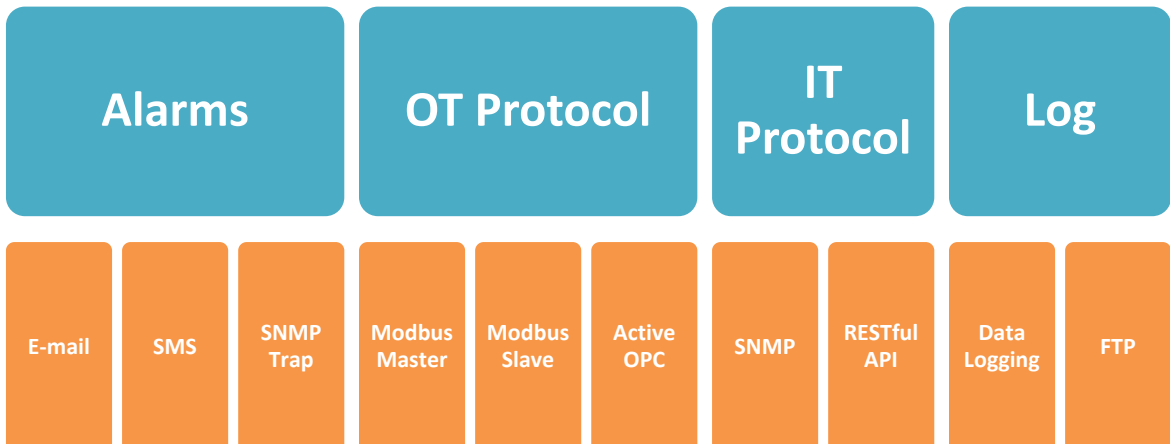 Alarms
OT Protocol
IT
Protocol
Log
E-mail
SMS
SNMP
Trap
Modbus
Master
Modbus
Slave
Active
OPC
SNMP
RESTful
API
Data
Logging
FTP